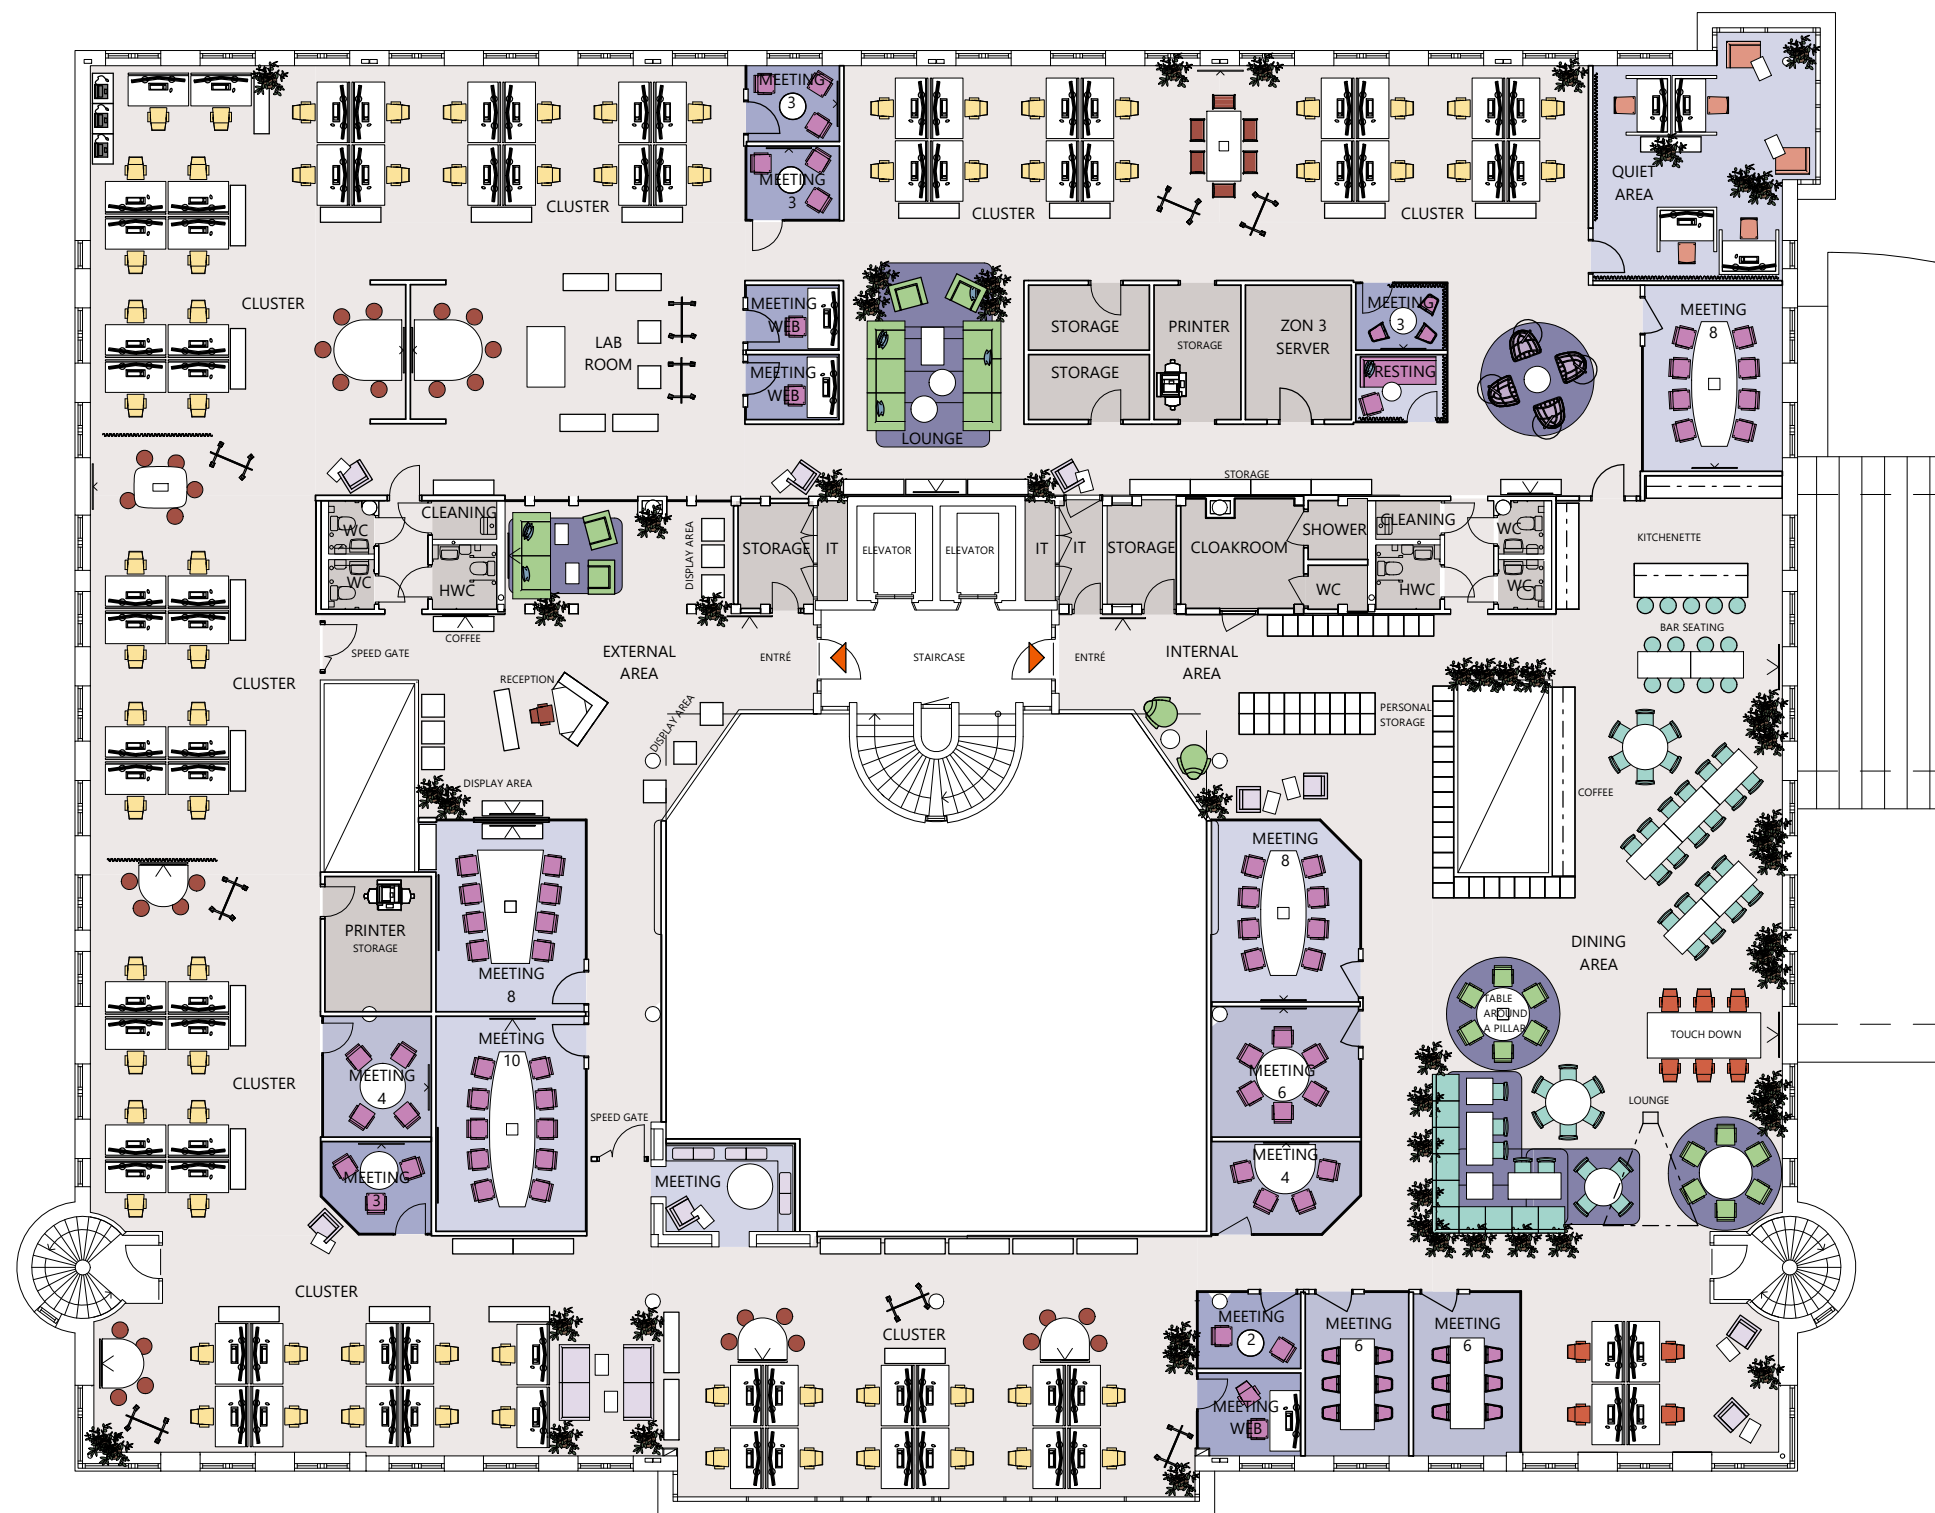 MEETING
3
MEETING
3
CLUSTER
CLUSTER
CLUSTER
QUIET
AREA
CLUSTER
LAB
ROOM
MEETING
WEB
MEETING
WEB
LOUNGE
STORAGE
STORAGE
PRINTER
STORAGE
ZON 3
SERVER
MEETING
3
RESTING
MEETING
8
STORAGE
WC
WC
CLEANING
HWC
COFFEE
DISPLAY AREA
STORAGE
IT
ELEVATOR
ELEVATOR
IT
IT
STORAGE
CLOAKROOM
SHOWER
WC
CLEANING
HWC
WC
WC
KITCHENETTE
BAR SEATING
SPEED GATE
EXTERNAL
AREA
ENTRÉ
STAIRCASE
ENTRÉ
INTERNAL
AREA
CLUSTER
RECEPTION
DISPLAY AREA
PERSONAL
STORAGE
DISPLAY AREA
COFFEE
MEETING
8
PRINTER
STORAGE
MEETING
8
DINING
AREA
TABLE
AROUND
A PILLAR
TOUCH DOWN
MEETING
10
MEETING
4
CLUSTER
MEETING
6
LOUNGE
SPEED GATE
MEETING
3
MEETING
MEETING
4
CLUSTER
CLUSTER
MEETING
2
MEETING
6
MEETING
6
MEETING
WEB